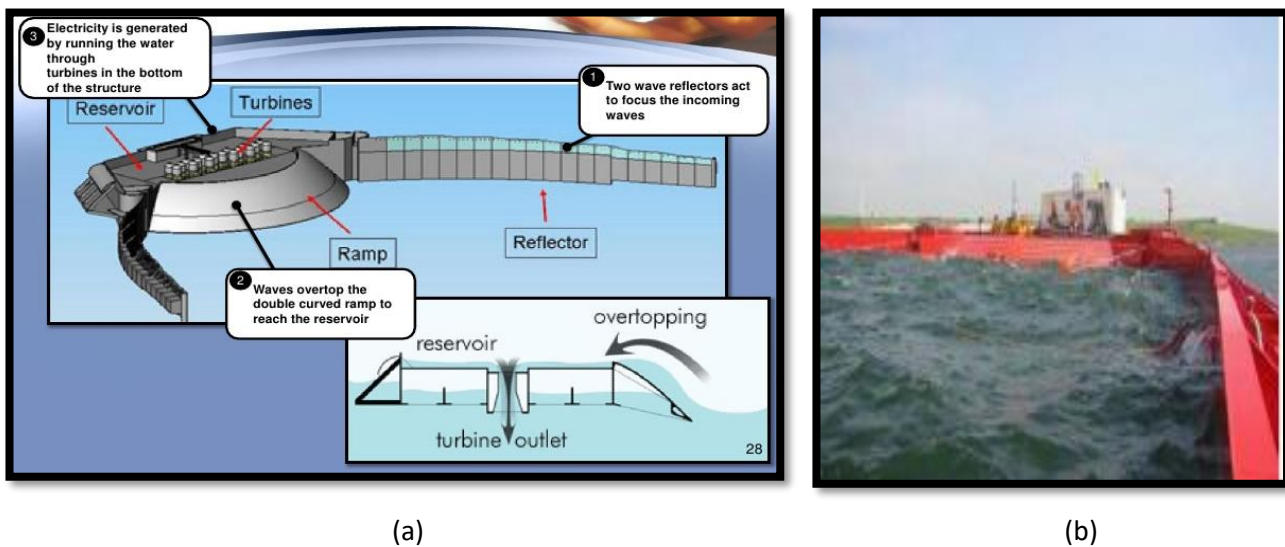 3 Electricity is generated
by running the water
through
turbines in the bottom
of the structure
1 Two wave reflectors act
to focus the incoming
waves
Reservoir
Turbines
Reflector
Ramp
2 Waves overtop the
double curved ramp to
reach the reservoir
overtopping
reservoir
turbine outlet
28
(a)
(b)